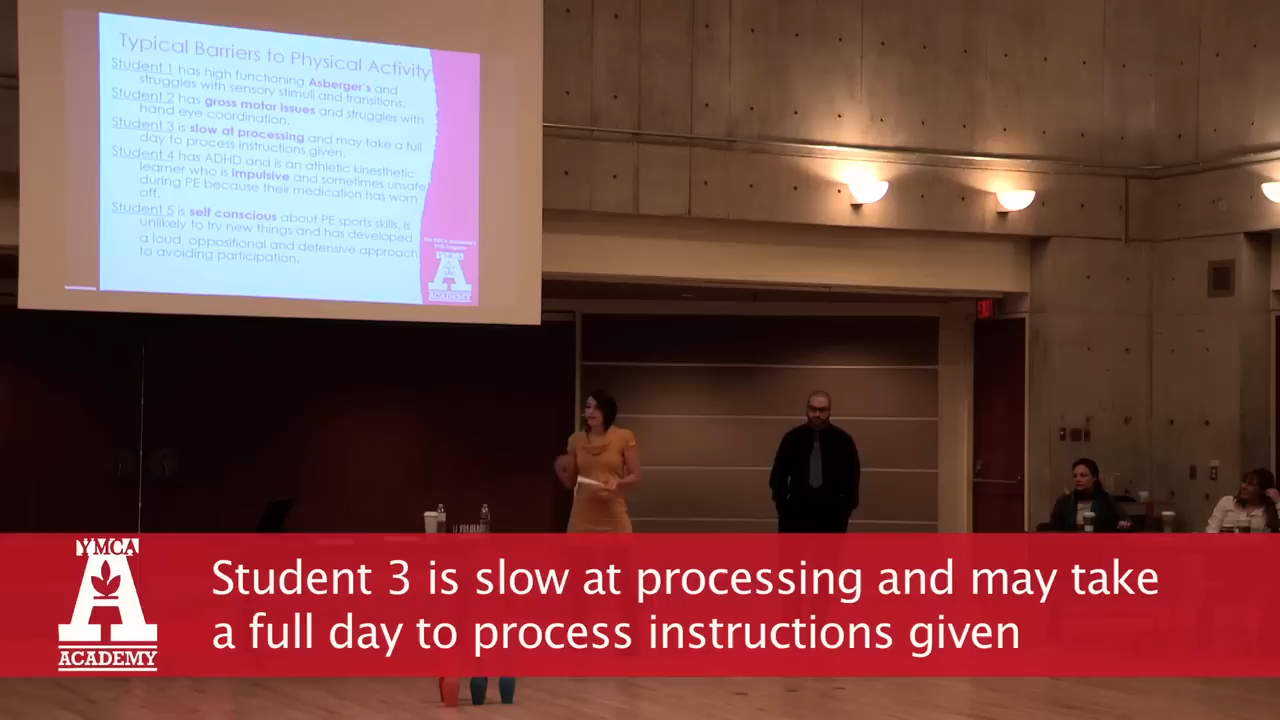 Typical Barriers to Physical Activity
Student 1 has high functioning Asberger's and
struggles with sensory stimuli and transitions.
Student 2 has gross motor issues and struggles with
hand eye coordination.
Student 3 is slow at processing and may take a full
day to process instructions given.
Student 4 has ADHD and is an athletic kinesthetic
learner who is impulsive and sometimes unsafe
during PE because their medication has worn
off.
Student 5 is self conscious about PE sports skills, is
unlikely to try new things and has developed
a loud, oppositional and defensive approach
to avoiding participation.
The YMCA Academy's
YMCA
A
ACADEMY
YMCA
A
ACADEMY
Student 3 is slow at processing and may take
a full day to process instructions given